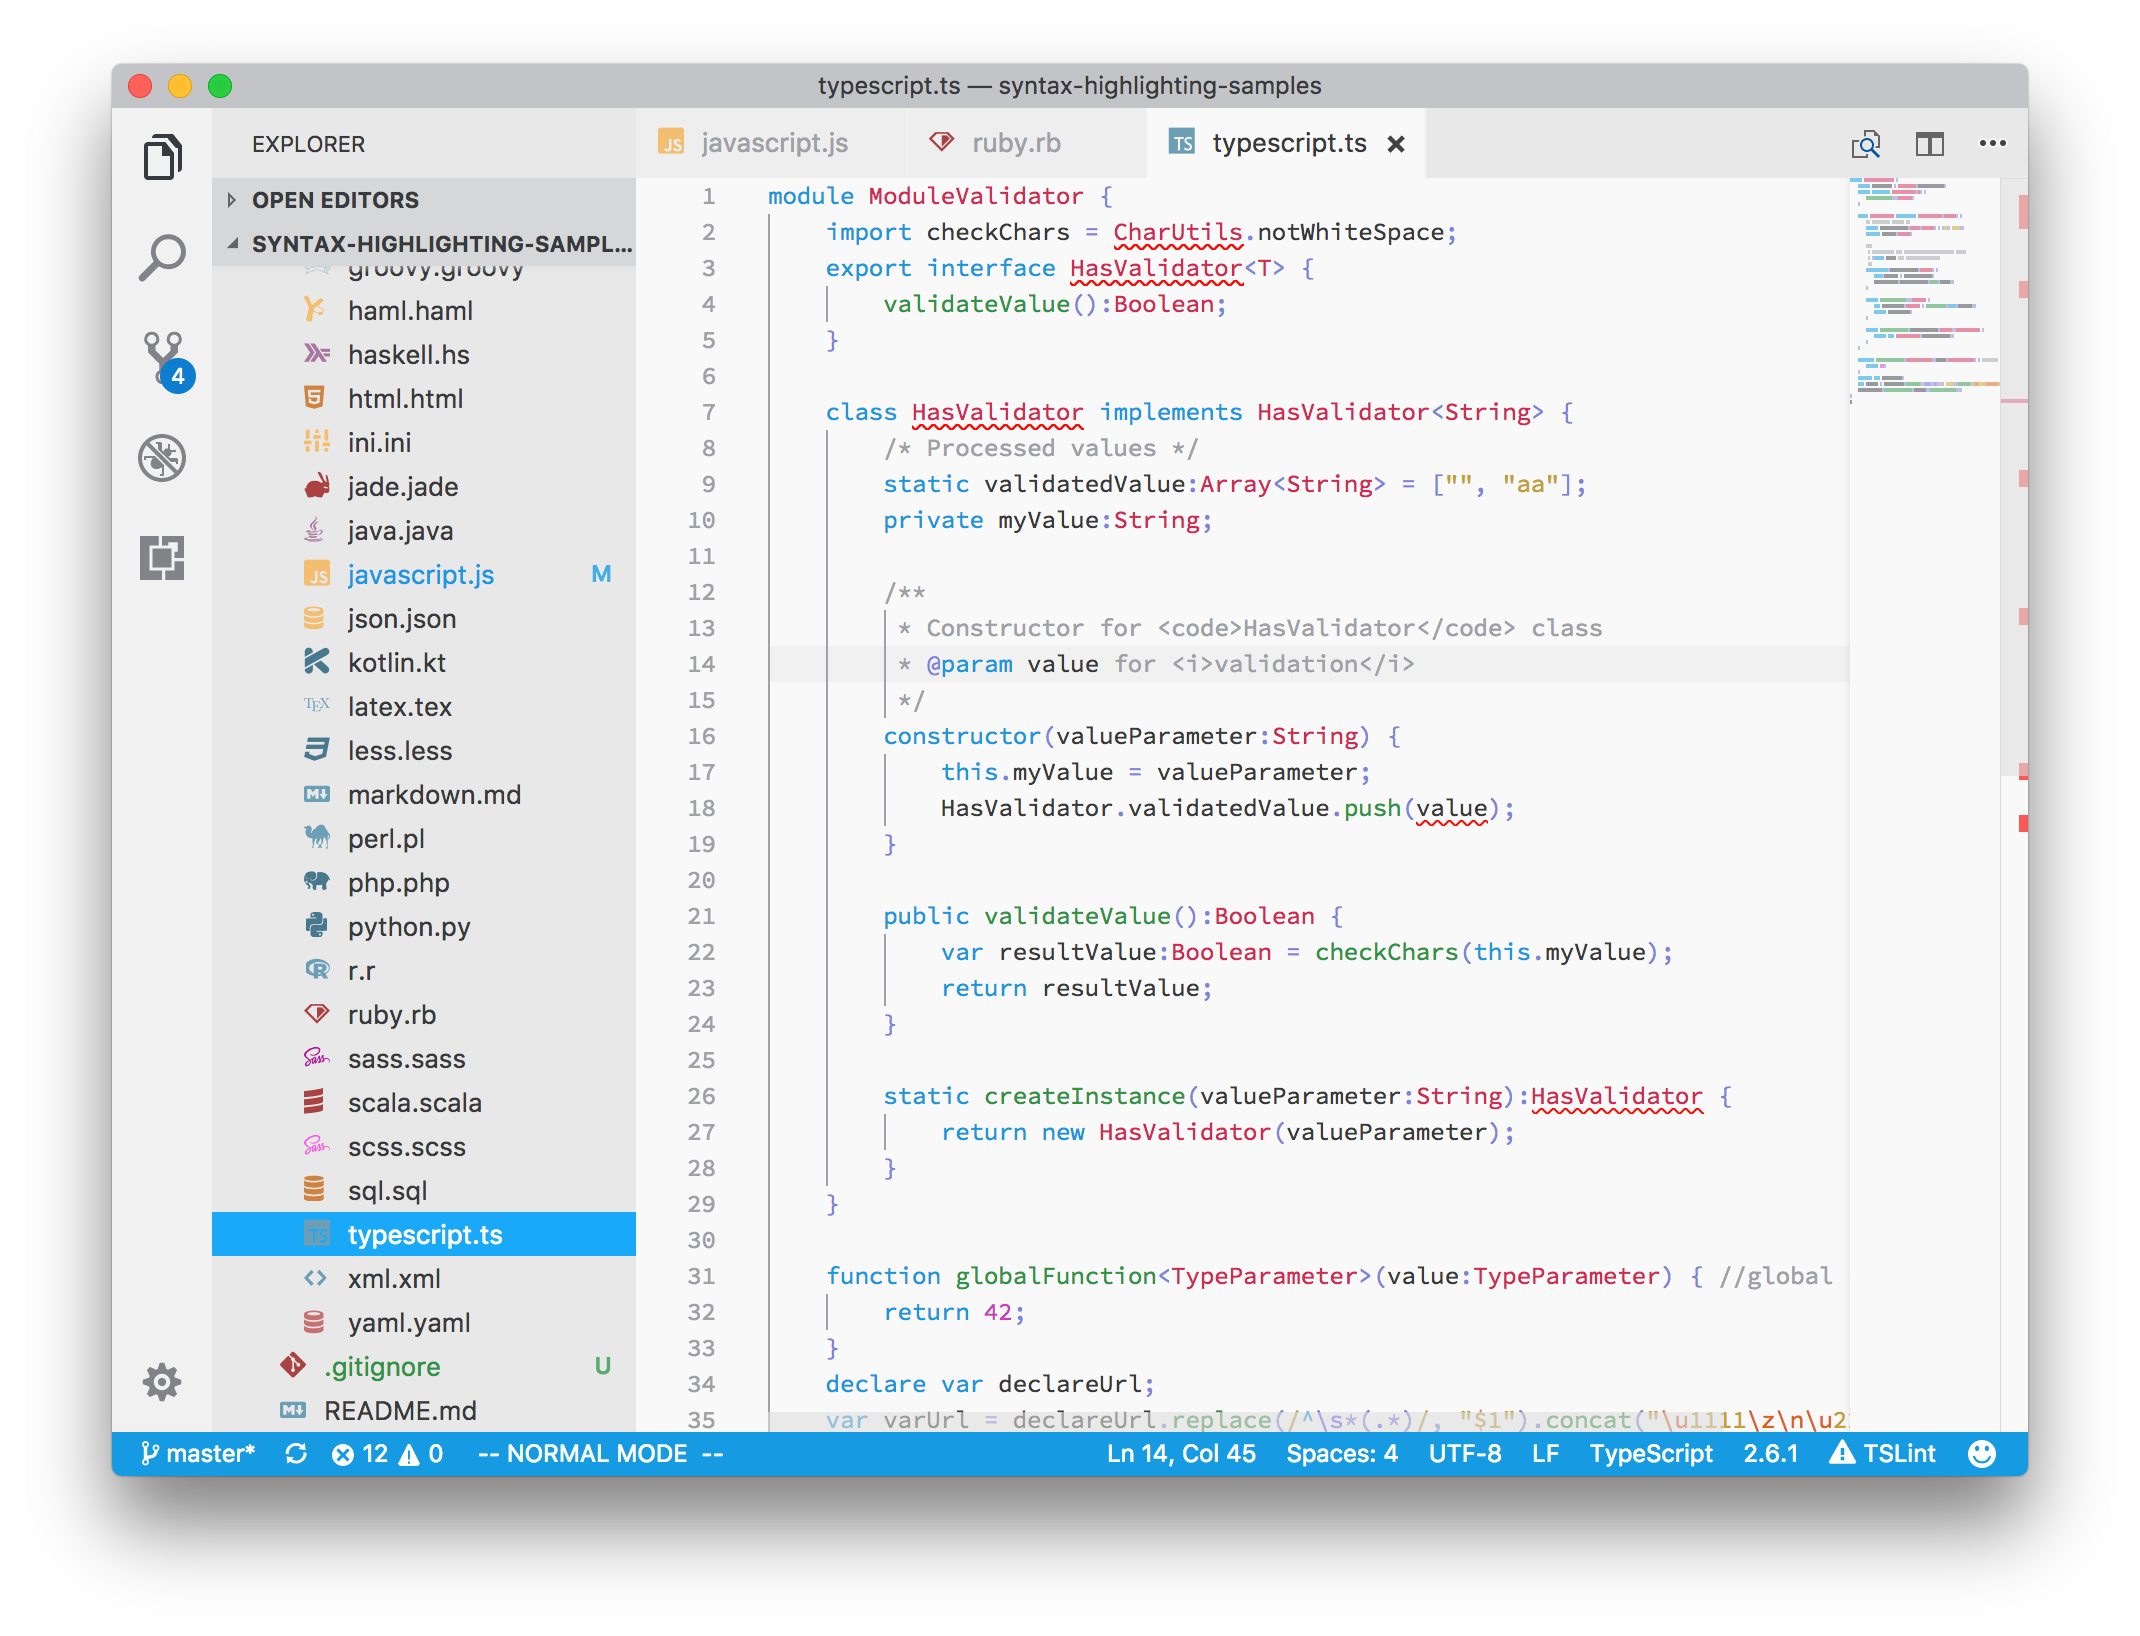 typescript.ts — syntax-highlighting-samples
EXPLORER
OPEN EDITORS
SYNTAX-HIGHLIGHTING-SAMPL...
groovy.groovy
haml.haml
haskell.hs
html.html
ini.ini
jade.jade
java.java
JS javascript.js M
json.json
kotlin.kt
TEX latex.tex
less.less
M markdown.md
perl.pl
php.php
python.py
R r.r
ruby.rb
Sass sass.sass
scala.scala
Sass scss.scss
sql.sql
TS typescript.ts
<> xml.xml
yaml.yaml
.gitignore U
M README.md
4
JS javascript.js ruby.rb TS typescript.ts ×
1 module ModuleValidator {
2 import checkChars = CharUtils.notWhiteSpace;
3 export interface HasValidator<T> {
4 validateValue():Boolean;
5 }
6
7 class HasValidator implements HasValidator<String> {
8 /* Processed values */
9 static validatedValue:Array<String> = ["", "aa"];
10 private myValue:String;
11
12 /**
13 * Constructor for <code>HasValidator</code> class
14 * @param value for <i>validation</i>
15 */
16 constructor(valueParameter:String) {
17 this.myValue = valueParameter;
18 HasValidator.validatedValue.push(value);
19 }
20
21 public validateValue():Boolean {
22 var resultValue:Boolean = checkChars(this.myValue);
23 return resultValue;
24 }
25
26 static createInstance(valueParameter:String):HasValidator {
27 return new HasValidator(valueParameter);
28 }
29 }
30
31 function globalFunction<TypeParameter>(value:TypeParameter) { //global
32 return 42;
33 }
34 declare var declareUrl;
35 var varUrl = declareUrl.replace(/^\s*(.*)/, "$1").concat("\u1111\z\n\u2
master* 12 0 -- NORMAL MODE -- Ln 14, Col 45 Spaces: 4 UTF-8 LF TypeScript 2.6.1 TSLint